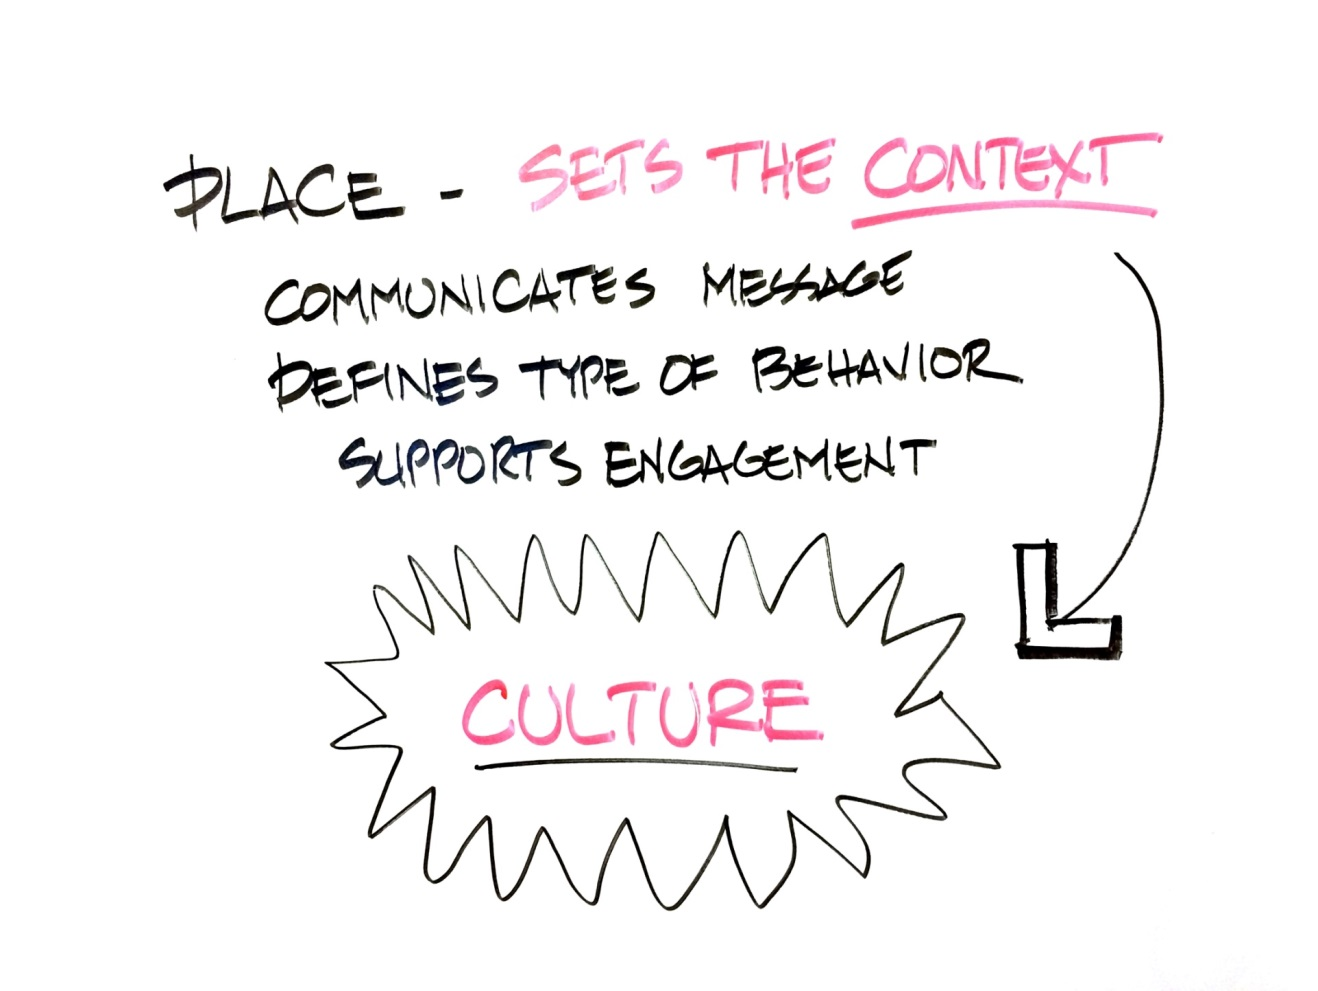 PLACE - SETS THE CONTEXT
COMMUNICATES MESSAGE
DEFINES TYPE OF BEHAVIOR
SUPPORTS ENGAGEMENT
CULTURE